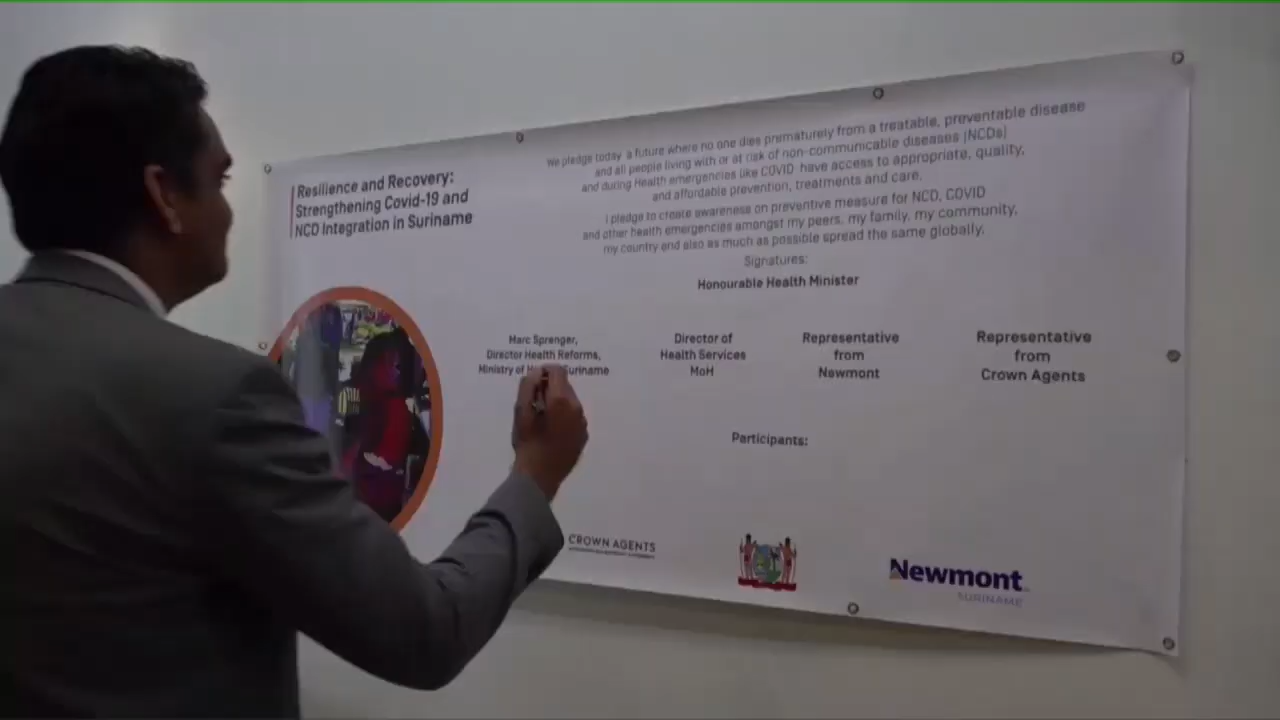 Resilience and Recovery:
Strengthening Covid-19 and
NCD Integration in Suriname
We pledge today a future where no one dies prematurely from a treatable, preventable disease
and all people living with or at risk of non-communicable diseases (NCDs)
and during Health emergencies like COVID have access to appropriate, quality,
and affordable prevention, treatments and care.
I pledge to create awareness on preventive measure for NCD, COVID
and other health emergencies amongst my peers, my family, my community,
my country and also as much as possible spread the same globally.
Signatures:
Honourable Health Minister
Marc Sprenger,
Director Health Reforms,
Ministry of Suriname
Director of
Health Services
MoH
Representative
from
Newmont
Representative
from
Crown Agents
Participants:
CROWN AGENTS
Newmont
SURINAME